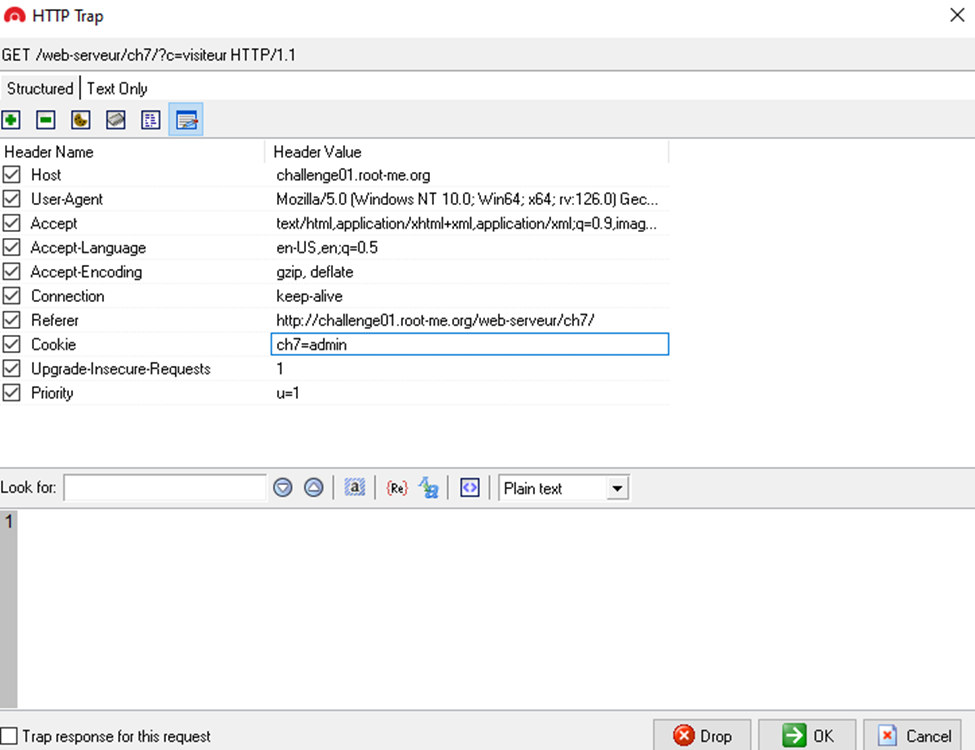 HTTP Trap
GET /web-serveur/ch7/?c=visiteur HTTP/1.1
Structured Text Only
Header Name Header Value
Host challenge01.root-me.org
User-Agent Mozilla/5.0 (Windows NT 10.0; Win64; x64; rv:126.0) Gec...
Accept text/html,application/xhtml+xml,application/xml;q=0.9,imag...
Accept-Language en-US,en;q=0.5
Accept-Encoding gzip, deflate
Connection keep-alive
Referer http://challenge01.root-me.org/web-serveur/ch7/
Cookie ch7=admin
Upgrade-Insecure-Requests 1
Priority u=1
Look for: a {Re} Plain text
1
Trap response for this request Drop OK Cancel